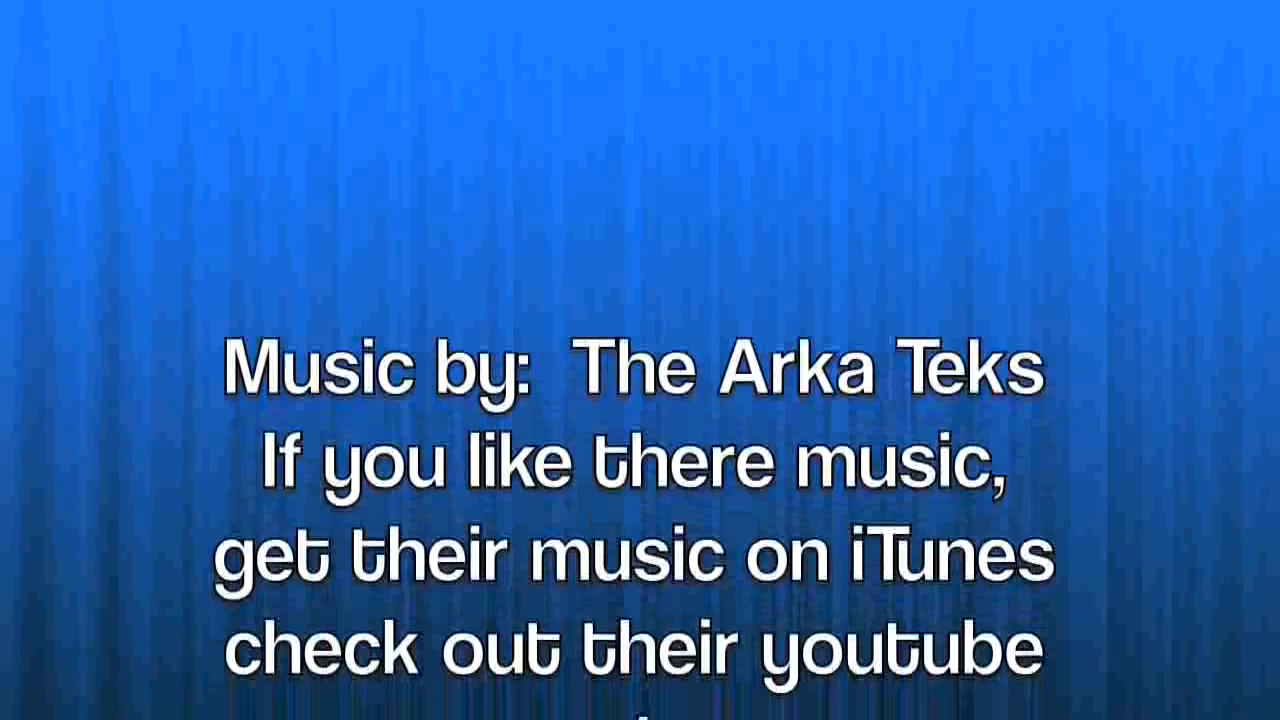 Music by:  The Arka Teks
If you like there music,
get their music on iTunes
check out their youtube